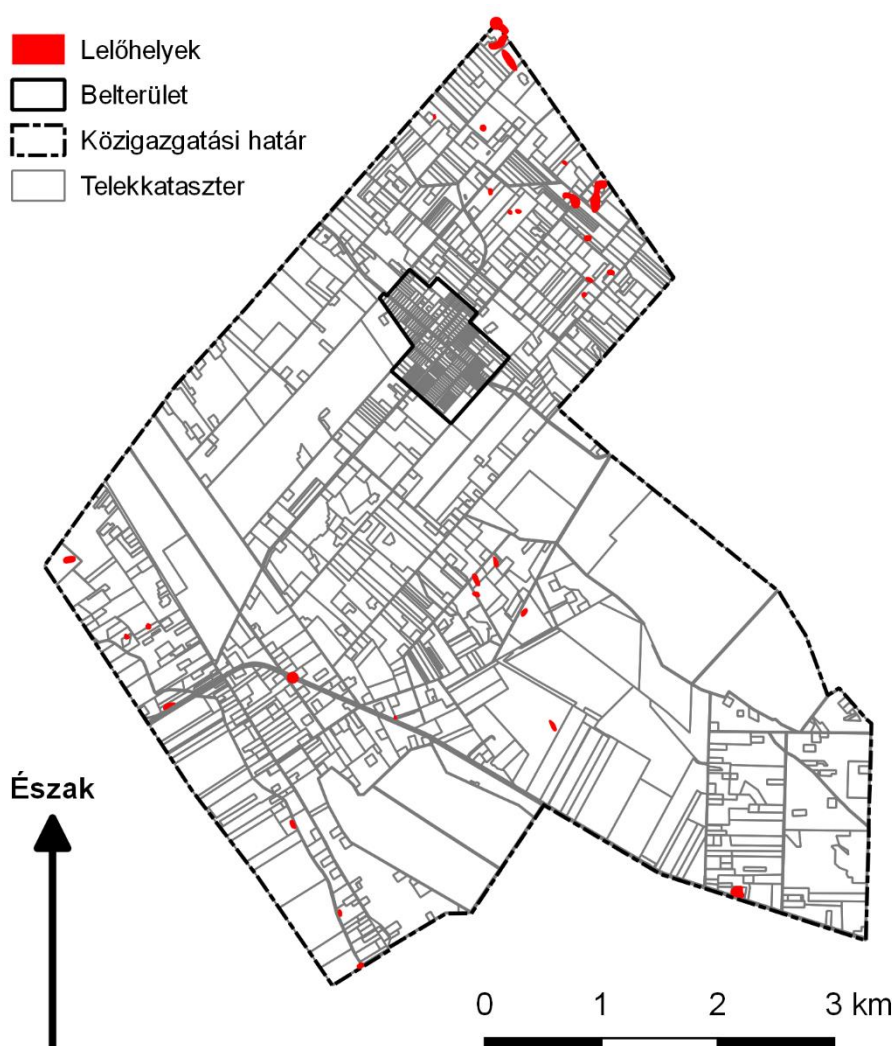 Lelőhelyek
Belterület
Közigazgatási határ
Telekkataszter
Észak
0 1 2 3 km